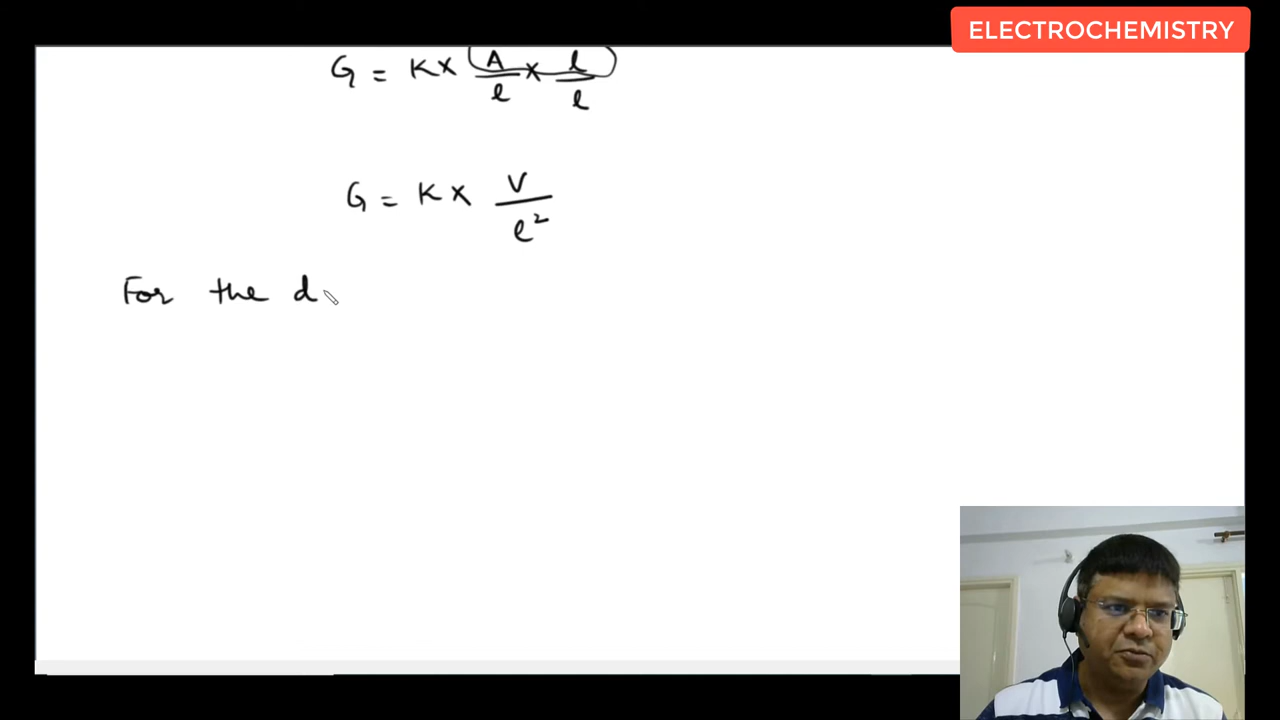 ELECTROCHEMISTRY
G = K × A/l × l/l
G = K × V/l²
For the d